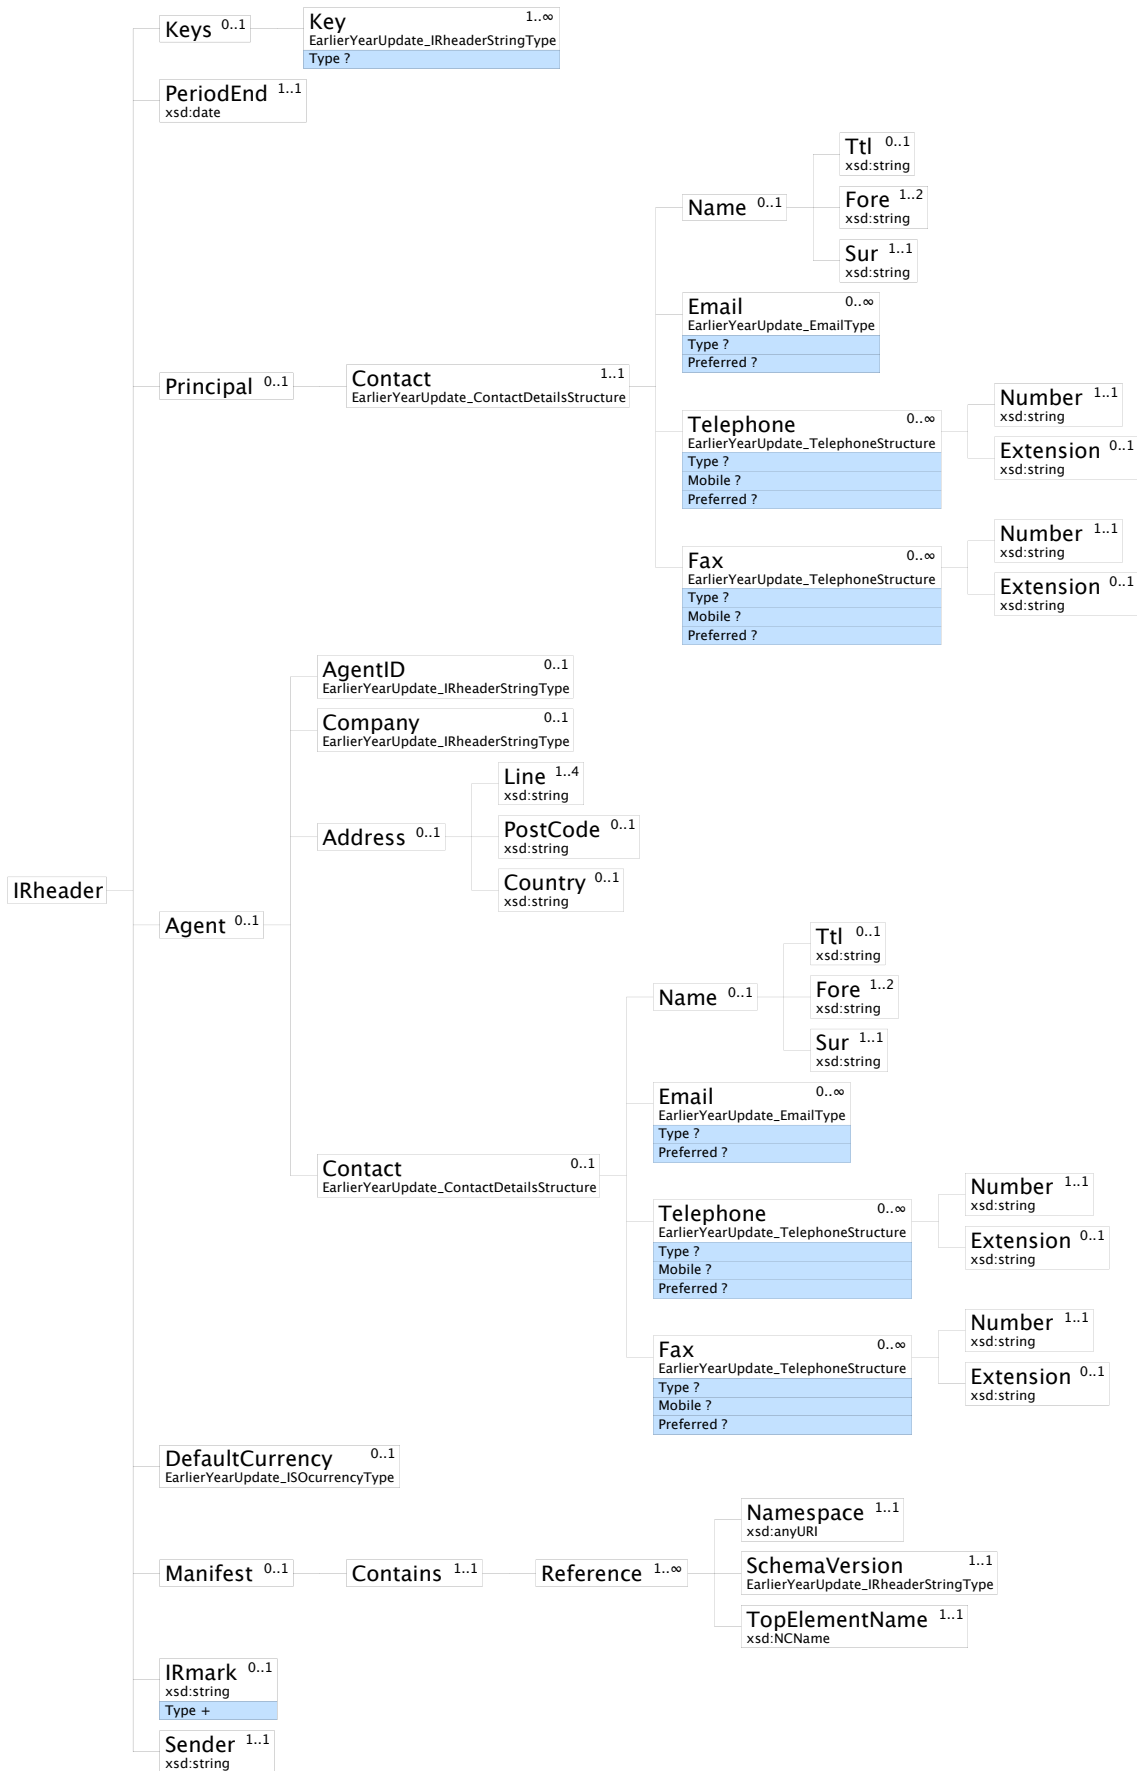 Keys 0..1
Key 1..∞
EarlierYearUpdate_IRheaderStringType
Type ?
PeriodEnd 1..1
xsd:date
Ttl 0..1
xsd:string
Name 0..1
Fore 1..2
xsd:string
Sur 1..1
xsd:string
Email 0..∞
EarlierYearUpdate_EmailType
Type ?
Preferred ?
Principal 0..1
Contact 1..1
EarlierYearUpdate_ContactDetailsStructure
Telephone 0..∞
EarlierYearUpdate_TelephoneStructure
Type ?
Mobile ?
Preferred ?
Number 1..1
xsd:string
Extension 0..1
xsd:string
Fax 0..∞
EarlierYearUpdate_TelephoneStructure
Type ?
Mobile ?
Preferred ?
Number 1..1
xsd:string
Extension 0..1
xsd:string
AgentID 0..1
EarlierYearUpdate_IRheaderStringType
Company 0..1
EarlierYearUpdate_IRheaderStringType
Line 1..4
xsd:string
Address 0..1
PostCode 0..1
xsd:string
Country 0..1
xsd:string
IRheader
Agent 0..1
Ttl 0..1
xsd:string
Name 0..1
Fore 1..2
xsd:string
Sur 1..1
xsd:string
Email 0..∞
EarlierYearUpdate_EmailType
Type ?
Preferred ?
Contact 0..1
EarlierYearUpdate_ContactDetailsStructure
Telephone 0..∞
EarlierYearUpdate_TelephoneStructure
Type ?
Mobile ?
Preferred ?
Number 1..1
xsd:string
Extension 0..1
xsd:string
Fax 0..∞
EarlierYearUpdate_TelephoneStructure
Type ?
Mobile ?
Preferred ?
Number 1..1
xsd:string
Extension 0..1
xsd:string
DefaultCurrency 0..1
EarlierYearUpdate_ISOcurrencyType
Namespace 1..1
xsd:anyURI
Manifest 0..1
Contains 1..1
Reference 1..∞
SchemaVersion 1..1
EarlierYearUpdate_IRheaderStringType
TopElementName 1..1
xsd:NCName
IRmark 0..1
xsd:string
Type +
Sender 1..1
xsd:string